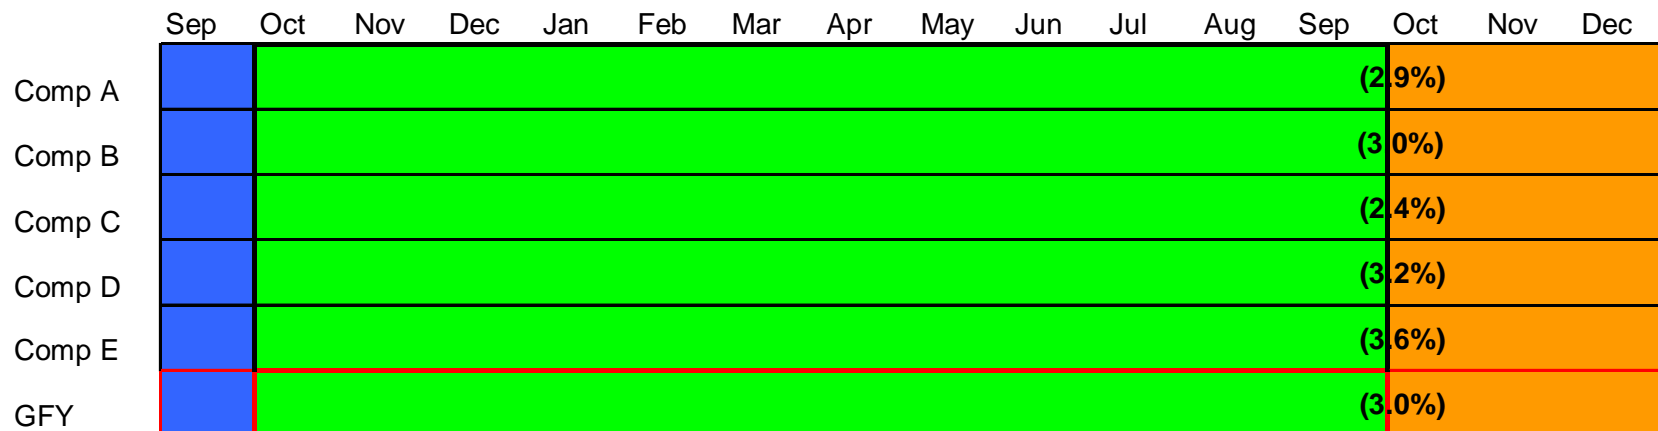 Sep Oct Nov Dec Jan Feb Mar Apr May Jun Jul Aug Sep Oct Nov Dec
Comp A (2.9%)
Comp B (3.0%)
Comp C (2.4%)
Comp D (3.2%)
Comp E (3.6%)
GFY (3.0%)